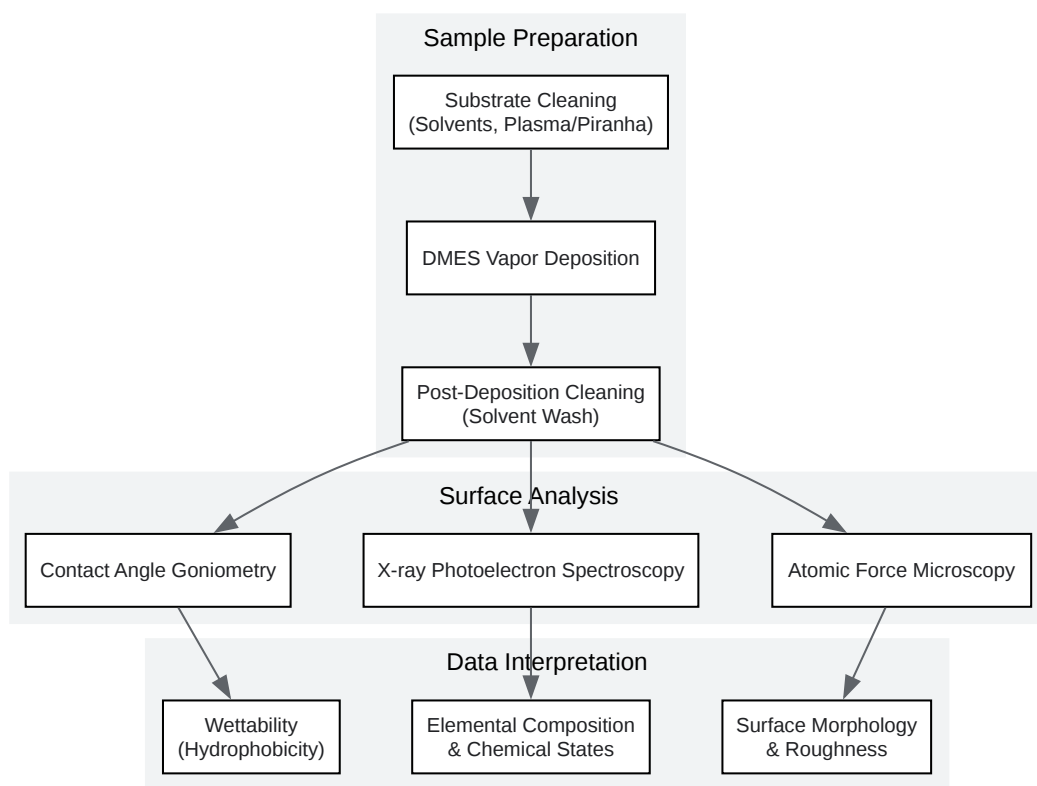 Sample Preparation
Substrate Cleaning
(Solvents, Plasma/Piranha)
DMES Vapor Deposition
Post-Deposition Cleaning
(Solvent Wash)
Surface Analysis
Contact Angle Goniometry
X-ray Photoelectron Spectroscopy
Atomic Force Microscopy
Data Interpretation
Wettability
(Hydrophobicity)
Elemental Composition
& Chemical States
Surface Morphology
& Roughness